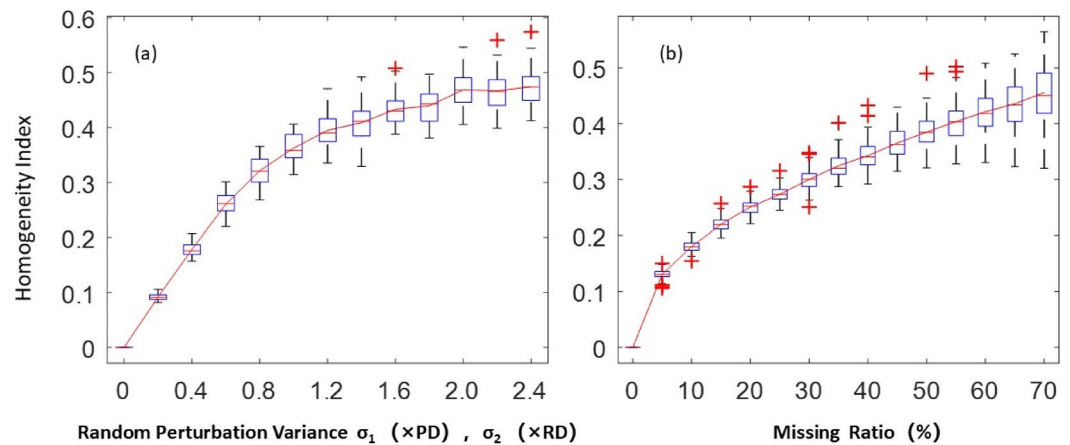 0.6
0.5
0.4
0.3
0.2
0.1
0
(a)
0 0.4 0.8 1.2 1.6 2.0 2.4
Homogeneity Index
Random Perturbation Variance σ₁ (×PD) , σ₂ (×RD)
0.5
0.4
0.3
0.2
0.1
0
(b)
0 10 20 30 40 50 60 70
Missing Ratio (%)